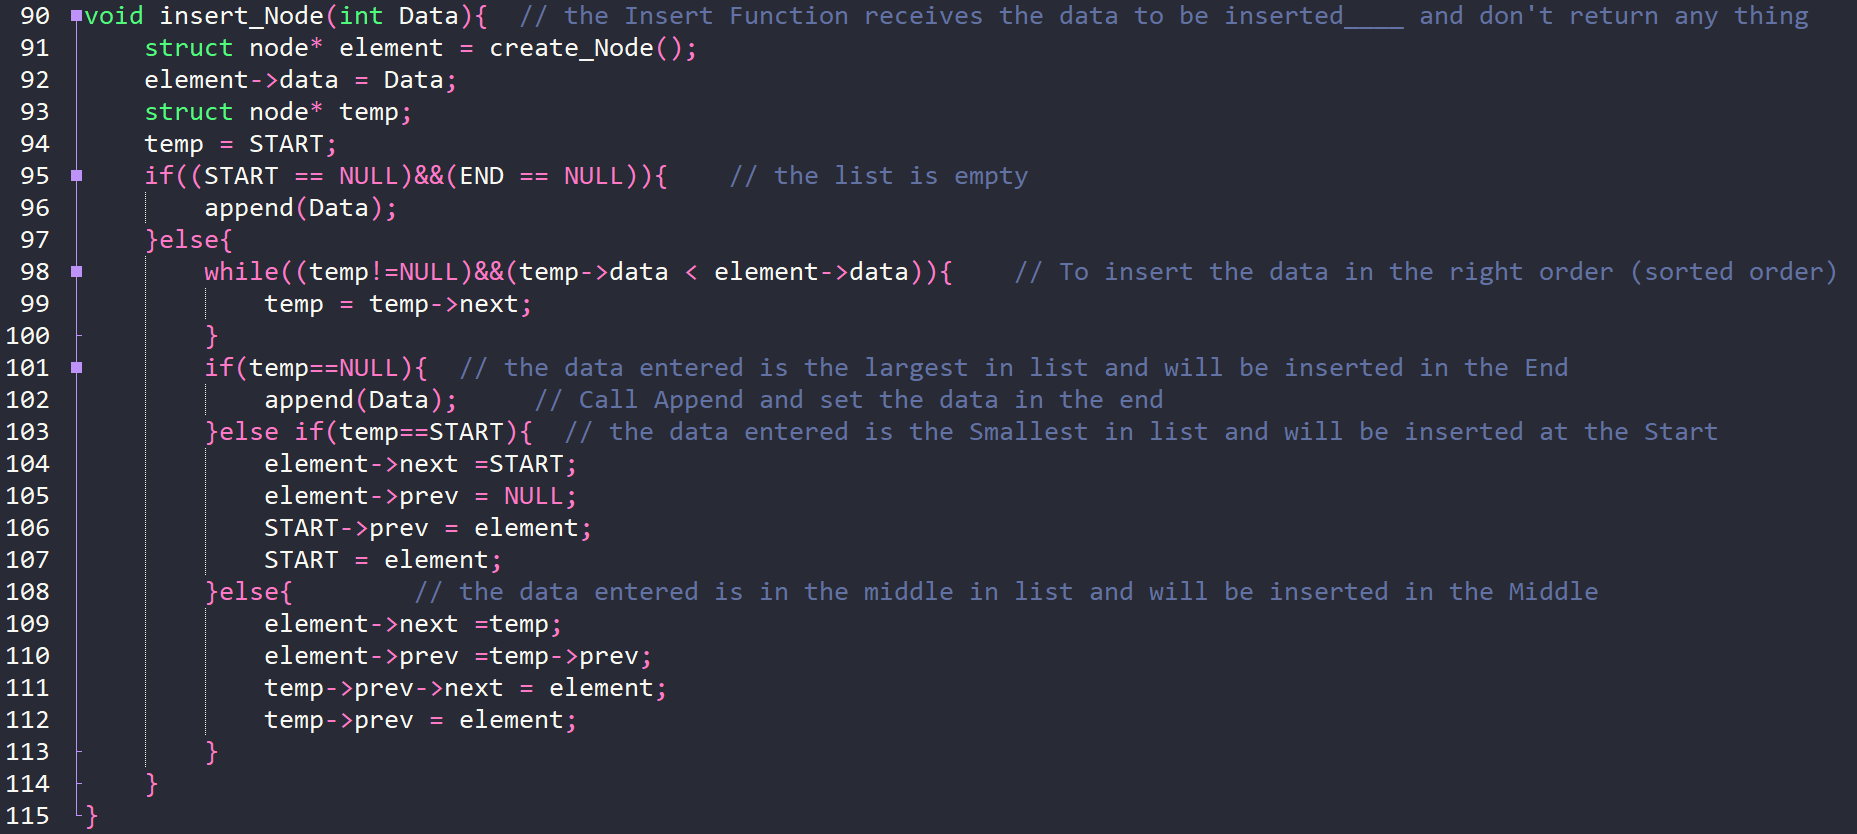 90 void insert_Node(int Data){  // the Insert Function receives the data to be inserted____ and don't return any thing
91     struct node* element = create_Node();
92     element->data = Data;
93     struct node* temp;
94     temp = START;
95     if((START == NULL)&&(END == NULL)){    // the list is empty
96         append(Data);
97     }else{
98         while((temp!=NULL)&&(temp->data < element->data)){    // To insert the data in the right order (sorted order)
99             temp = temp->next;
100         }
101         if(temp==NULL){  // the data entered is the largest in list and will be inserted in the End
102             append(Data);     // Call Append and set the data in the end
103         }else if(temp==START){  // the data entered is the Smallest in list and will be inserted at the Start
104             element->next =START;
105             element->prev = NULL;
106             START->prev = element;
107             START = element;
108         }else{        // the data entered is in the middle in list and will be inserted in the Middle
109             element->next =temp;
110             element->prev =temp->prev;
111             temp->prev->next = element;
112             temp->prev = element;
113         }
114     }
115 }